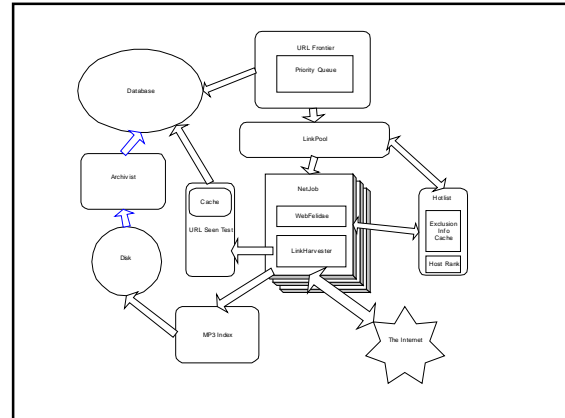 URL Frontier
Priority Queue
Database
LinkPool
Archivist
NetJob
Cache
Hotlist
WebFelidae
URL Seen Test
Exclusion
Info
Cache
LinkHarvester
Disk
Host Rank
MP3 Index
The Internet